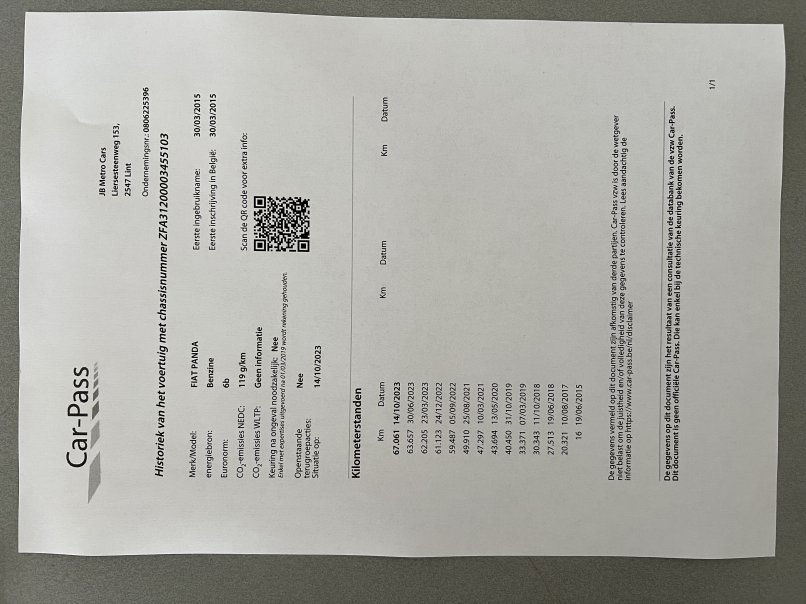 Car-Pass
JB Metro Cars
Liersesteenweg 153,
2547 Lint
Ondernemingsnr.: 0806225396
Historiek van het voertuig met chassisnummer ZFA31200003455103
Merk/Model: FIAT PANDA Eerste ingebruikname: 30/03/2015
energiebron: Benzine Eerste inschrijving in België: 30/03/2015
Euronorm: 6b
CO2-emissies NEDC: 119 g/km Scan de QR code voor extra info:
CO2-emissies WLTP: Geen informatie
Keuring na ongeval noodzakelijk: Nee
Enkel met expertises uitgevoerd na 01/03/2019 wordt rekening gehouden.
Openstaande
terugroepacties: Nee
Situatie op: 14/10/2023
Kilometerstanden
Km Datum Km Datum Km Datum
67.061 14/10/2023
63.657 30/06/2023
62.205 23/03/2023
61.123 24/12/2022
59.487 05/09/2022
49.910 25/08/2021
47.297 10/03/2021
43.694 13/05/2020
40.450 31/10/2019
33.371 07/03/2019
30.343 11/10/2018
27.513 19/06/2018
20.321 10/08/2017
16 19/06/2015
De gegevens vermeld op dit document zijn afkomstig van derde partijen. Car-Pass vzw is door de wetgever
niet belast om de juistheid en/of volledigheid van deze gegevens te controleren. Lees aandachtig de
informatie op https://www.car-pass.be/nl/disclaimer
De gegevens op dit document zijn het resultaat van een consultatie van de databank van de vzw Car-Pass.
Dit document is geen officiële Car-Pass. Die kan enkel bij de technische keuring bekomen worden.
1/1